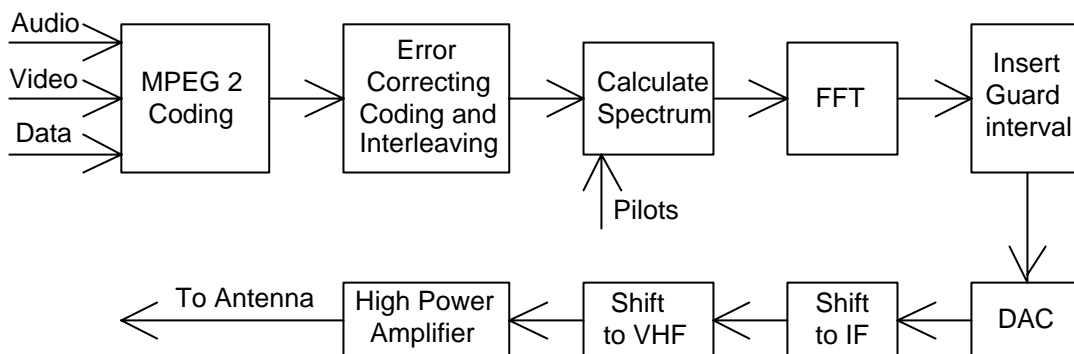 Audio
Video
Data
MPEG 2
Coding
Error
Correcting
Coding and
Interleaving
Calculate
Spectrum
Pilots
FFT
Insert
Guard
interval
DAC
Shift
to IF
Shift
to VHF
High Power
Amplifier
To Antenna